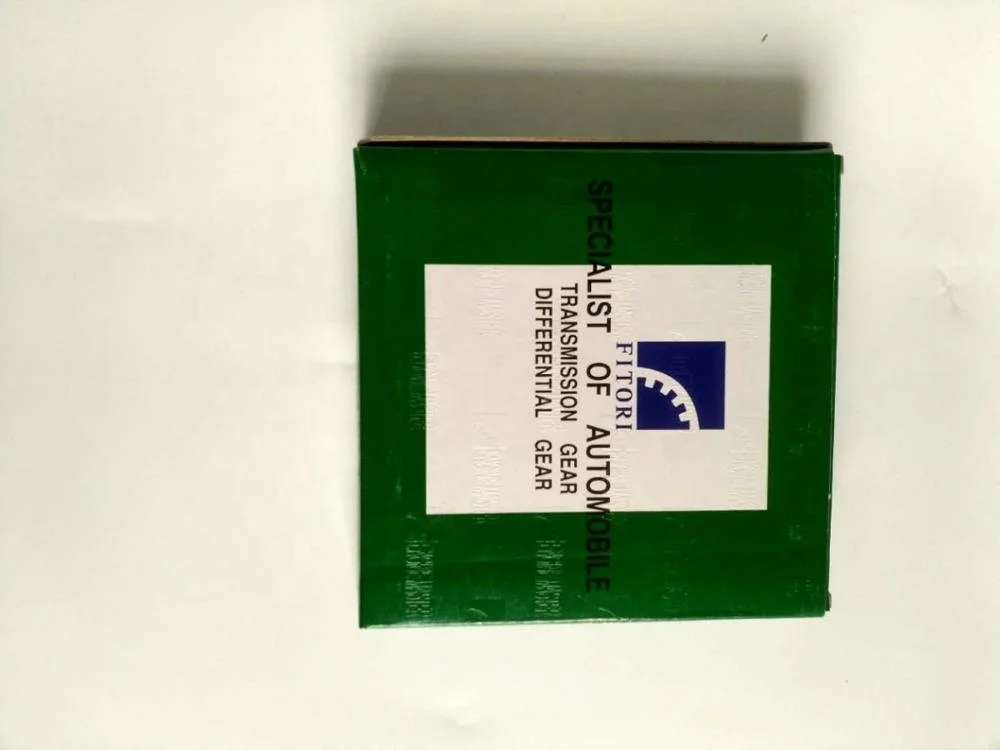 FITORI
SPECIALIST OF AUTOMOBILE
TRANSMISSION GEAR
DIFFERENTIAL GEAR